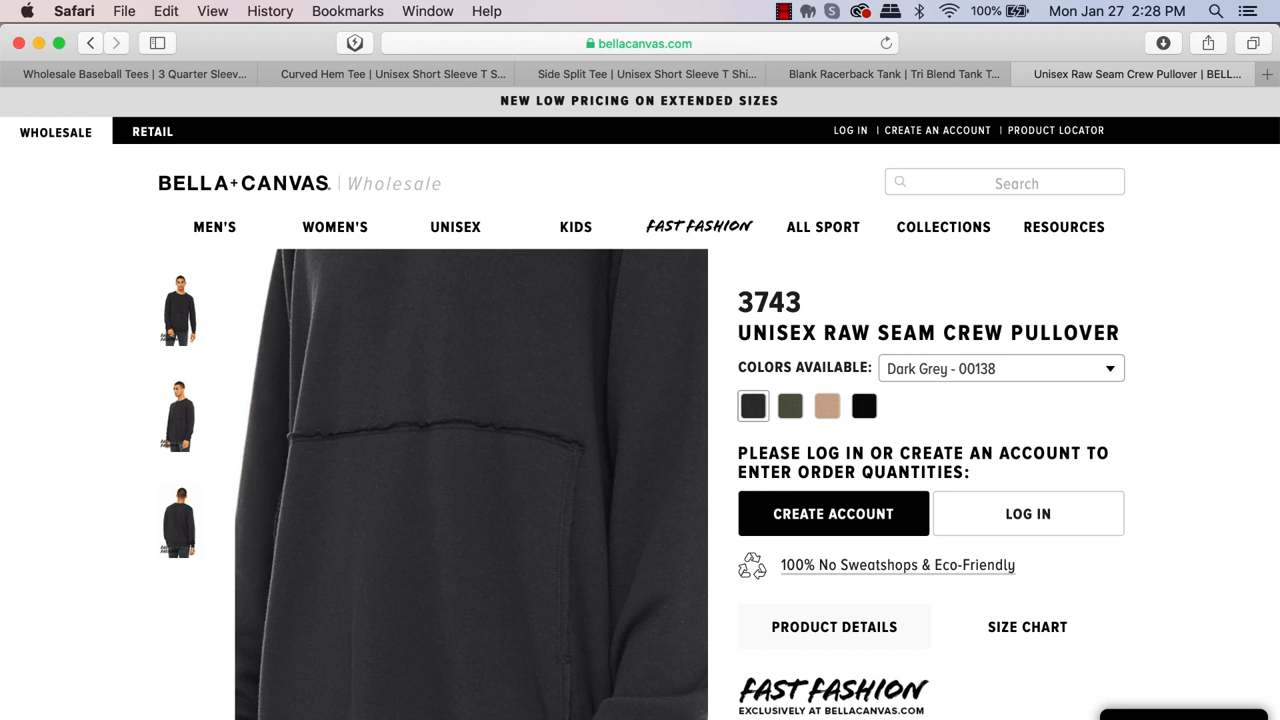 Safari File Edit View History Bookmarks Window Help 100% Mon Jan 27 2:28 PM
bellacanvas.com
Wholesale Baseball Tees | 3 Quarter Sleev... Curved Hem Tee | Unisex Short Sleeve T S... Side Split Tee | Unisex Short Sleeve T Shi... Blank Racerback Tank | Tri Blend Tank T... Unisex Raw Seam Crew Pullover | BELL...
NEW LOW PRICING ON EXTENDED SIZES
WHOLESALE RETAIL LOG IN | CREATE AN ACCOUNT | PRODUCT LOCATOR
BELLA+CANVAS. | Wholesale Search
MEN'S WOMEN'S UNISEX KIDS FAST FASHION ALL SPORT COLLECTIONS RESOURCES
3743
UNISEX RAW SEAM CREW PULLOVER
COLORS AVAILABLE: Dark Grey - 00138
PLEASE LOG IN OR CREATE AN ACCOUNT TO
ENTER ORDER QUANTITIES:
CREATE ACCOUNT LOG IN
100% No Sweatshops & Eco-Friendly
PRODUCT DETAILS SIZE CHART
FAST FASHION
EXCLUSIVELY AT BELLACANVAS.COM